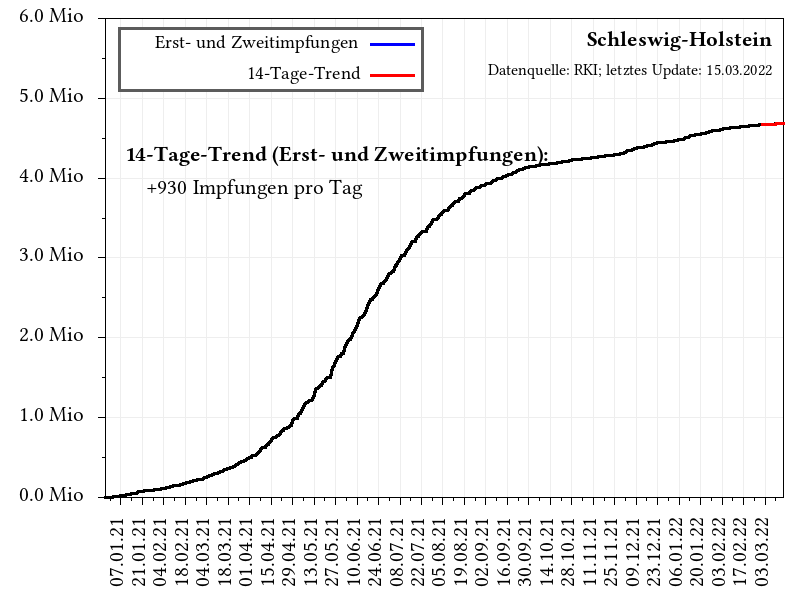 6.0 Mio
5.0 Mio
4.0 Mio
3.0 Mio
2.0 Mio
1.0 Mio
0.0 Mio
Erst- und Zweitimpfungen
14-Tage-Trend
Schleswig-Holstein
Datenquelle: RKI; letztes Update: 15.03.2022
14-Tage-Trend (Erst- und Zweitimpfungen):
+930 Impfungen pro Tag
07.01.21
21.01.21
04.02.21
18.02.21
04.03.21
18.03.21
01.04.21
15.04.21
29.04.21
13.05.21
27.05.21
10.06.21
24.06.21
08.07.21
22.07.21
05.08.21
19.08.21
02.09.21
16.09.21
30.09.21
14.10.21
28.10.21
11.11.21
25.11.21
09.12.21
23.12.21
06.01.22
20.01.22
03.02.22
17.02.22
03.03.22